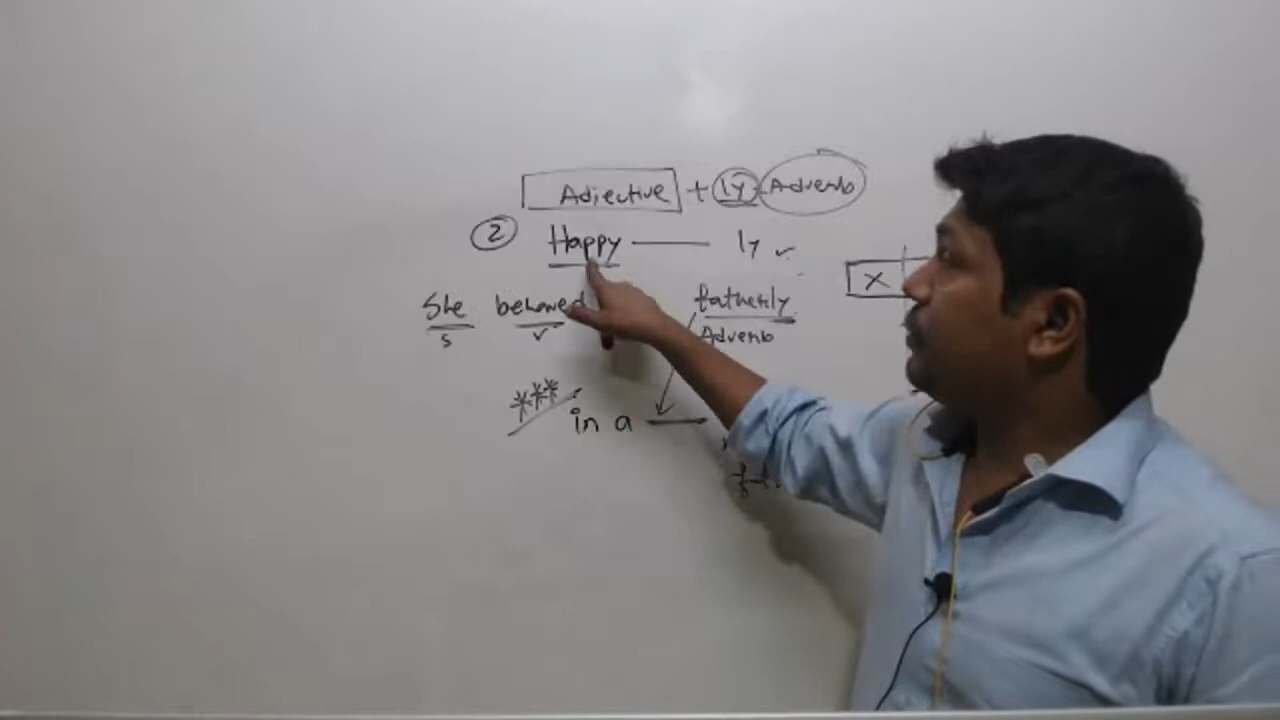 Adjective + ly Adverb
② Happy — ly ✓
She behaved fatherly
S V Adverb
*** in a —
X